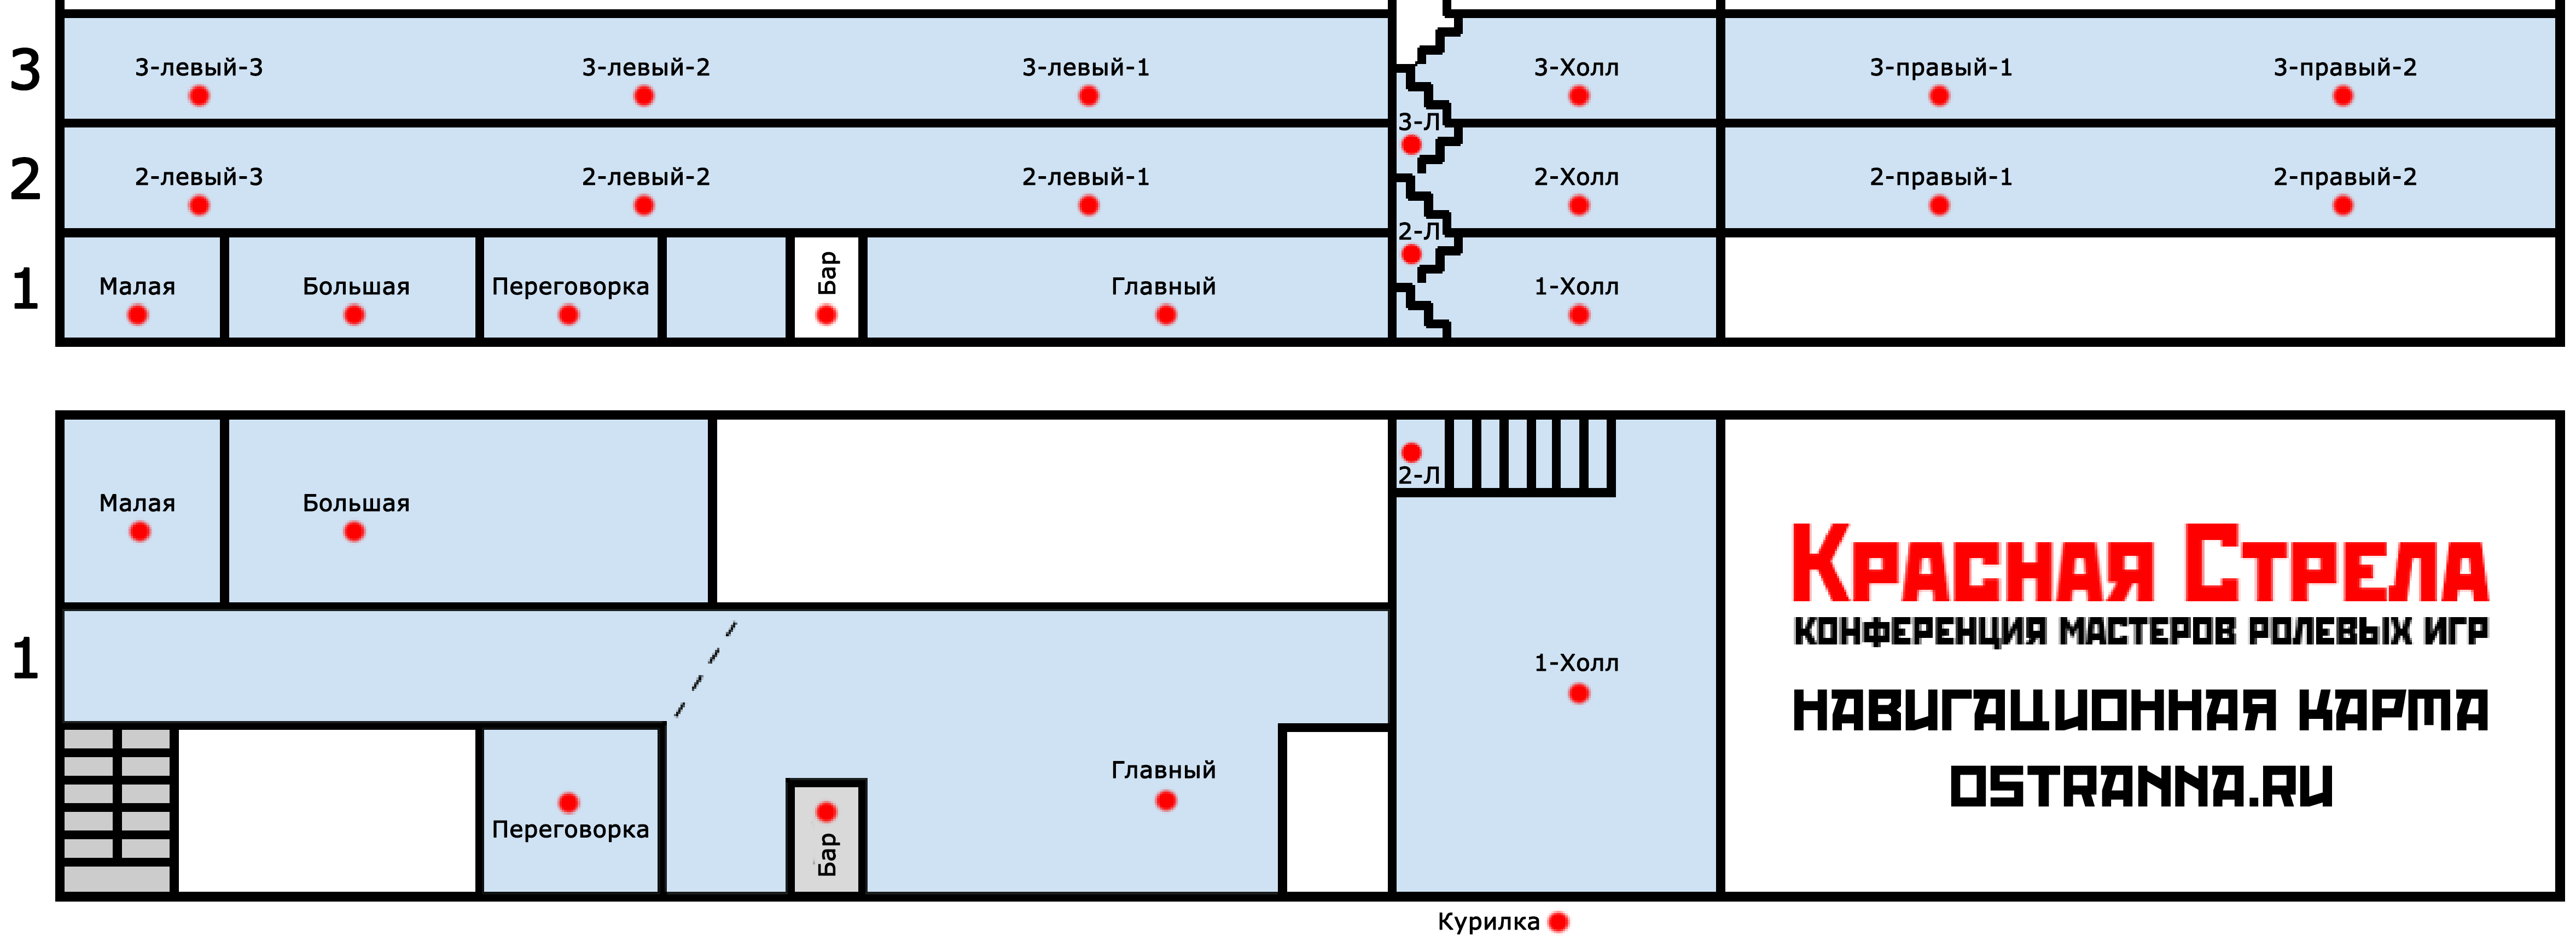 3
3-левый-3
3-левый-2
3-левый-1
3-Холл
3-правый-1
3-правый-2
3-Л
2
2-левый-3
2-левый-2
2-левый-1
2-Холл
2-правый-1
2-правый-2
2-Л
1
Малая
Большая
Переговорка
Бар
Главный
1-Холл
2-Л
Малая
Большая
1
1-Холл
Главный
Переговорка
Бар
Курилка
Красная Стрела
конференция мастеров ролевых игр
навигационная карта
ostranna.ru